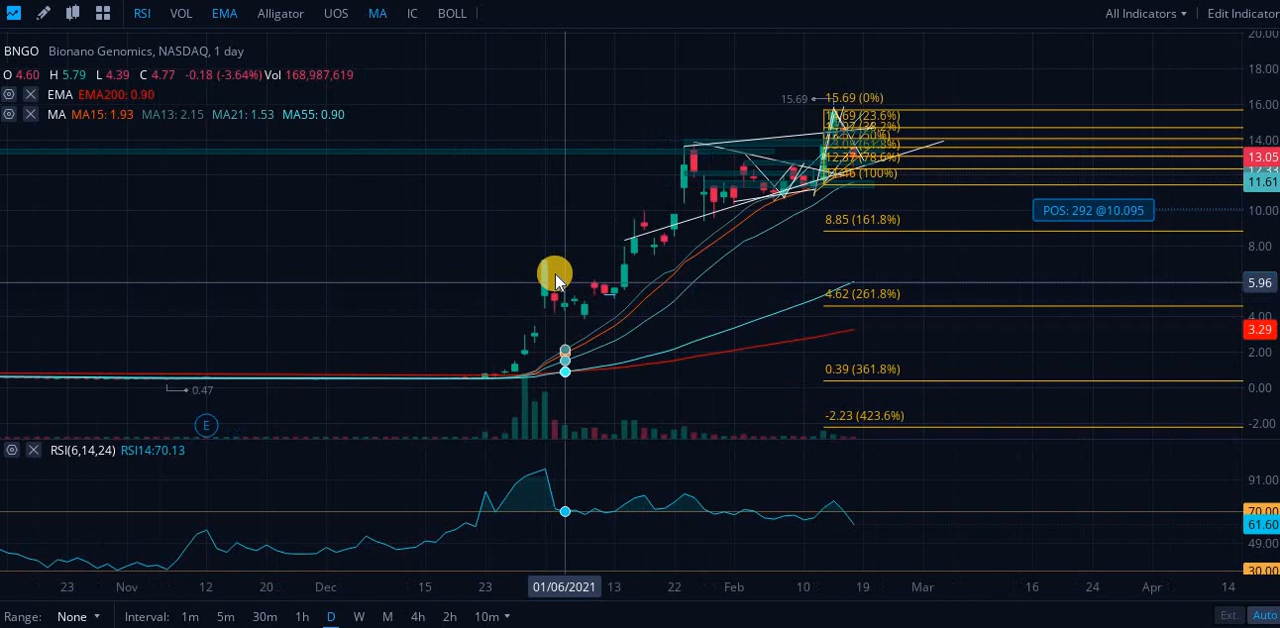 RSI VOL EMA Alligator UOS MA IC BOLL All Indicators Edit Indicator
BNGO Bionano Genomics, NASDAQ, 1 day
O 4.60 H 5.79 L 4.39 C 4.77 -0.18 (-3.64%) Vol 168,987,619
EMA EMA200: 0.90
MA MA15: 1.93 MA13: 2.15 MA21: 1.53 MA55: 0.90
20.00
18.00
16.00
15.69
15.69 (0%)
14.00
13.05
12.37 (78.6%)
11.61
POS: 292 @10.095
10.00
8.85 (161.8%)
8.00
5.96
4.62 (261.8%)
4.00
3.29
2.00
0.39 (361.8%)
0.00
0.47
-2.23 (423.6%)
-2.00
E
RSI(6,14,24) RSI14:70.13
91.00
70.00
61.60
49.00
30.00
23 Nov 12 20 Dec 15 23 01/06/2021 13 22 Feb 10 19 Mar 16 24 Apr 14
Range: None Interval: 1m 5m 30m 1h D W M 4h 2h 10m Ext. Auto